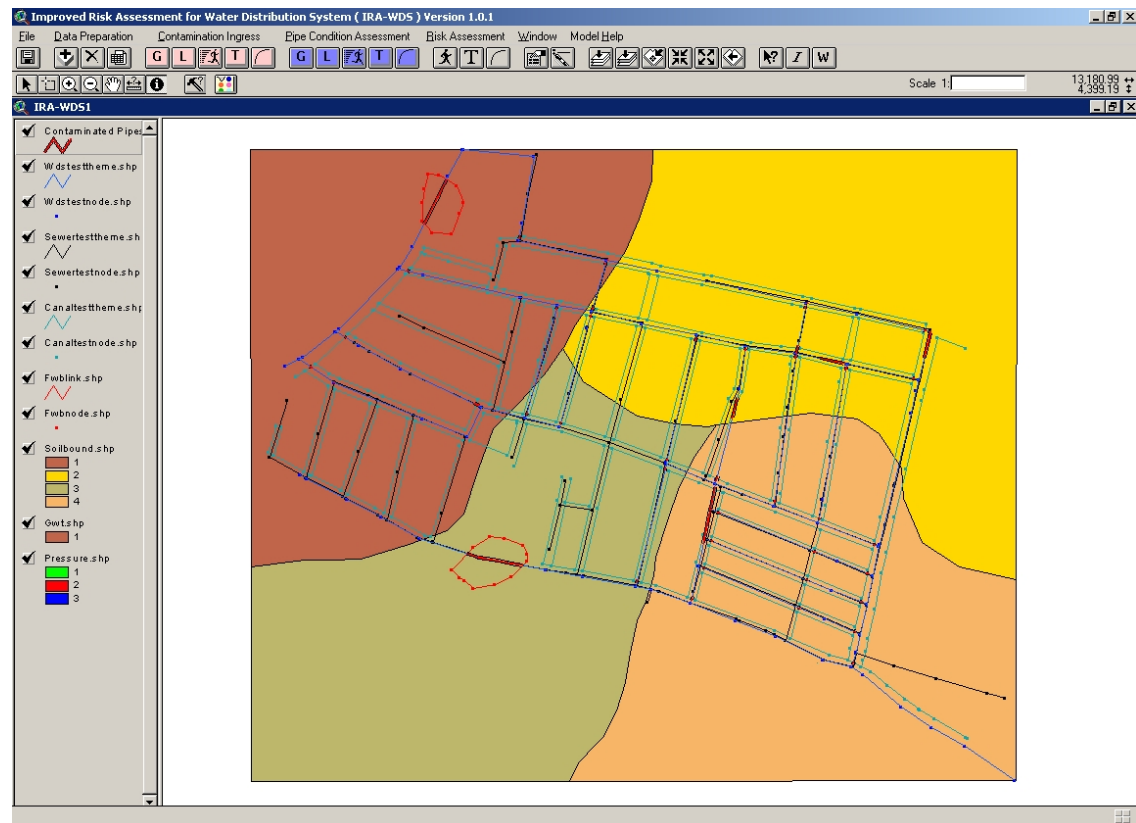 Improved Risk Assessment for Water Distribution System ( IRA-WDS ) Version 1.0.1
File Data Preparation Contamination Ingress Pipe Condition Assessment Risk Assessment Window Model Help
G L T G L T T I W
Scale 1: 13,180.99
4,399.19
IRA-WDS1
Contaminated Pipes
Wdstesttheme.shp
Wdstestnode.shp
Sewertesttheme.sh
Sewertestnode.shp
Canaltesttheme.shp
Canaltestnode.shp
Fwblink.shp
Fwbnode.shp
Soilbound.shp
1
2
3
4
Gwt.shp
1
Pressure.shp
1
2
3